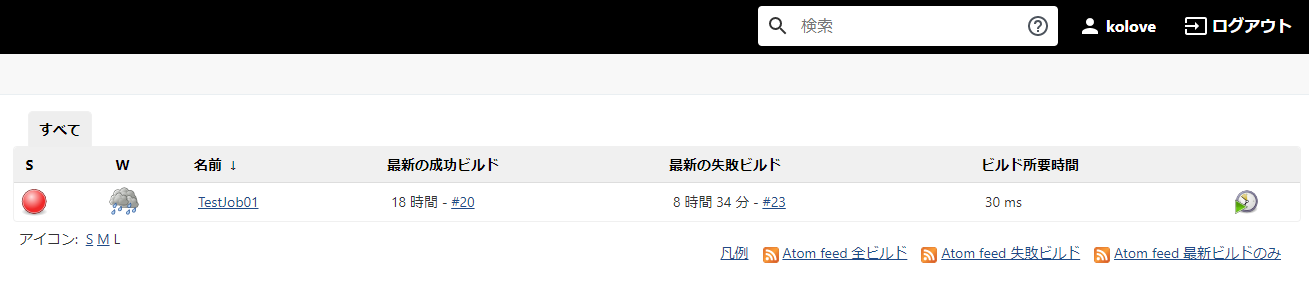 検索 kolove ログアウト
すべて
S W 名前 ↓ 最新の成功ビルド 最新の失敗ビルド ビルド所要時間
TestJob01 18 時間 - #20 8 時間 34 分 - #23 30 ms
アイコン: S M L
凡例 Atom feed 全ビルド Atom feed 失敗ビルド Atom feed 最新ビルドのみ